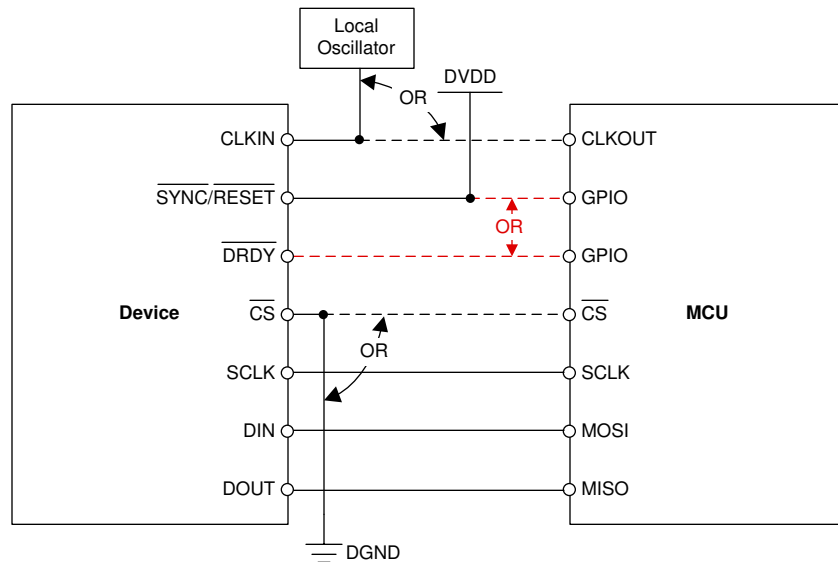 Local
Oscillator
DVDD
OR
CLKIN
CLKOUT
SYNC/RESET
GPIO
OR
DRDY
GPIO
Device
CS
CS
MCU
OR
SCLK
SCLK
DIN
MOSI
DOUT
MISO
DGND